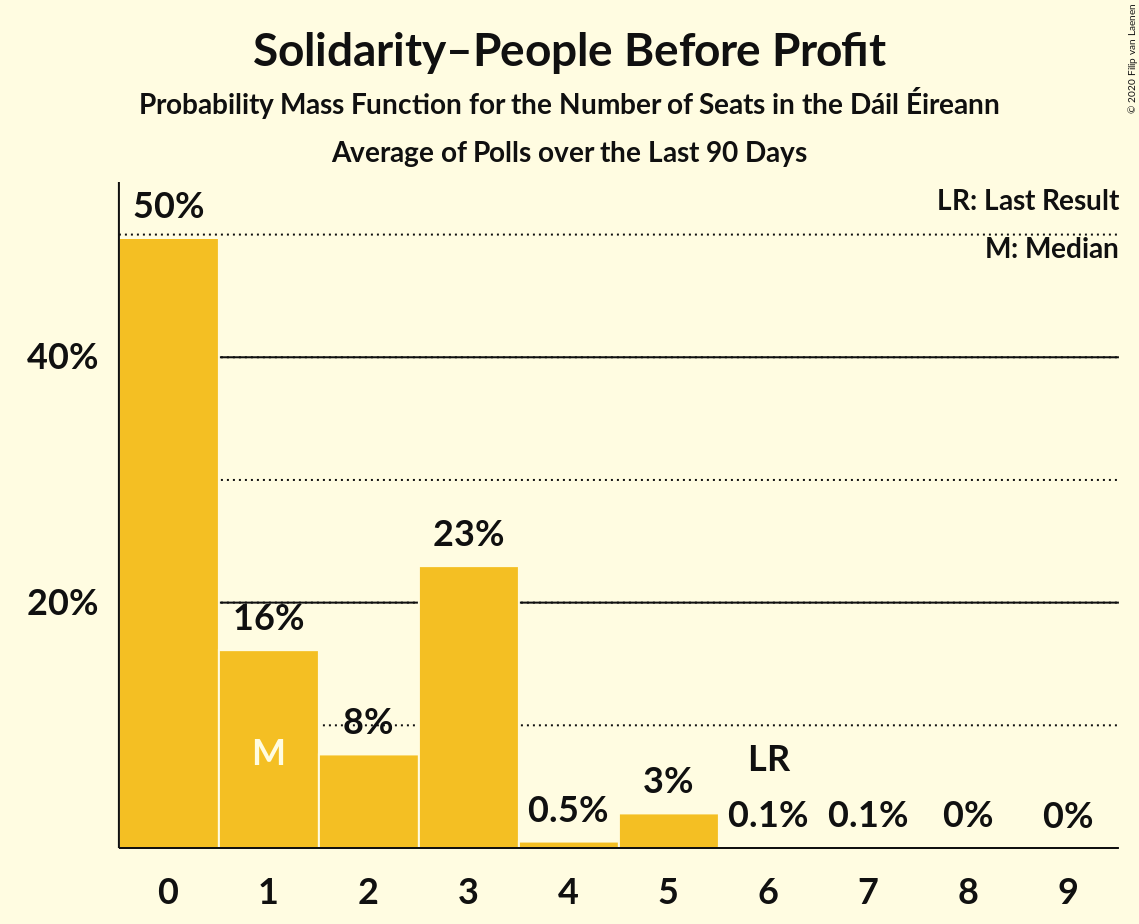 Solidarity–People Before Profit
Probability Mass Function for the Number of Seats in the Dáil Éireann
Average of Polls over the Last 90 Days
© 2020 Filip van Laenen
LR: Last Result
M: Median
50%
40%
23%
20%
16%
8%
M
LR
3%
0.5%
0.1%
0.1%
0%
0%
0 1 2 3 4 5 6 7 8 9